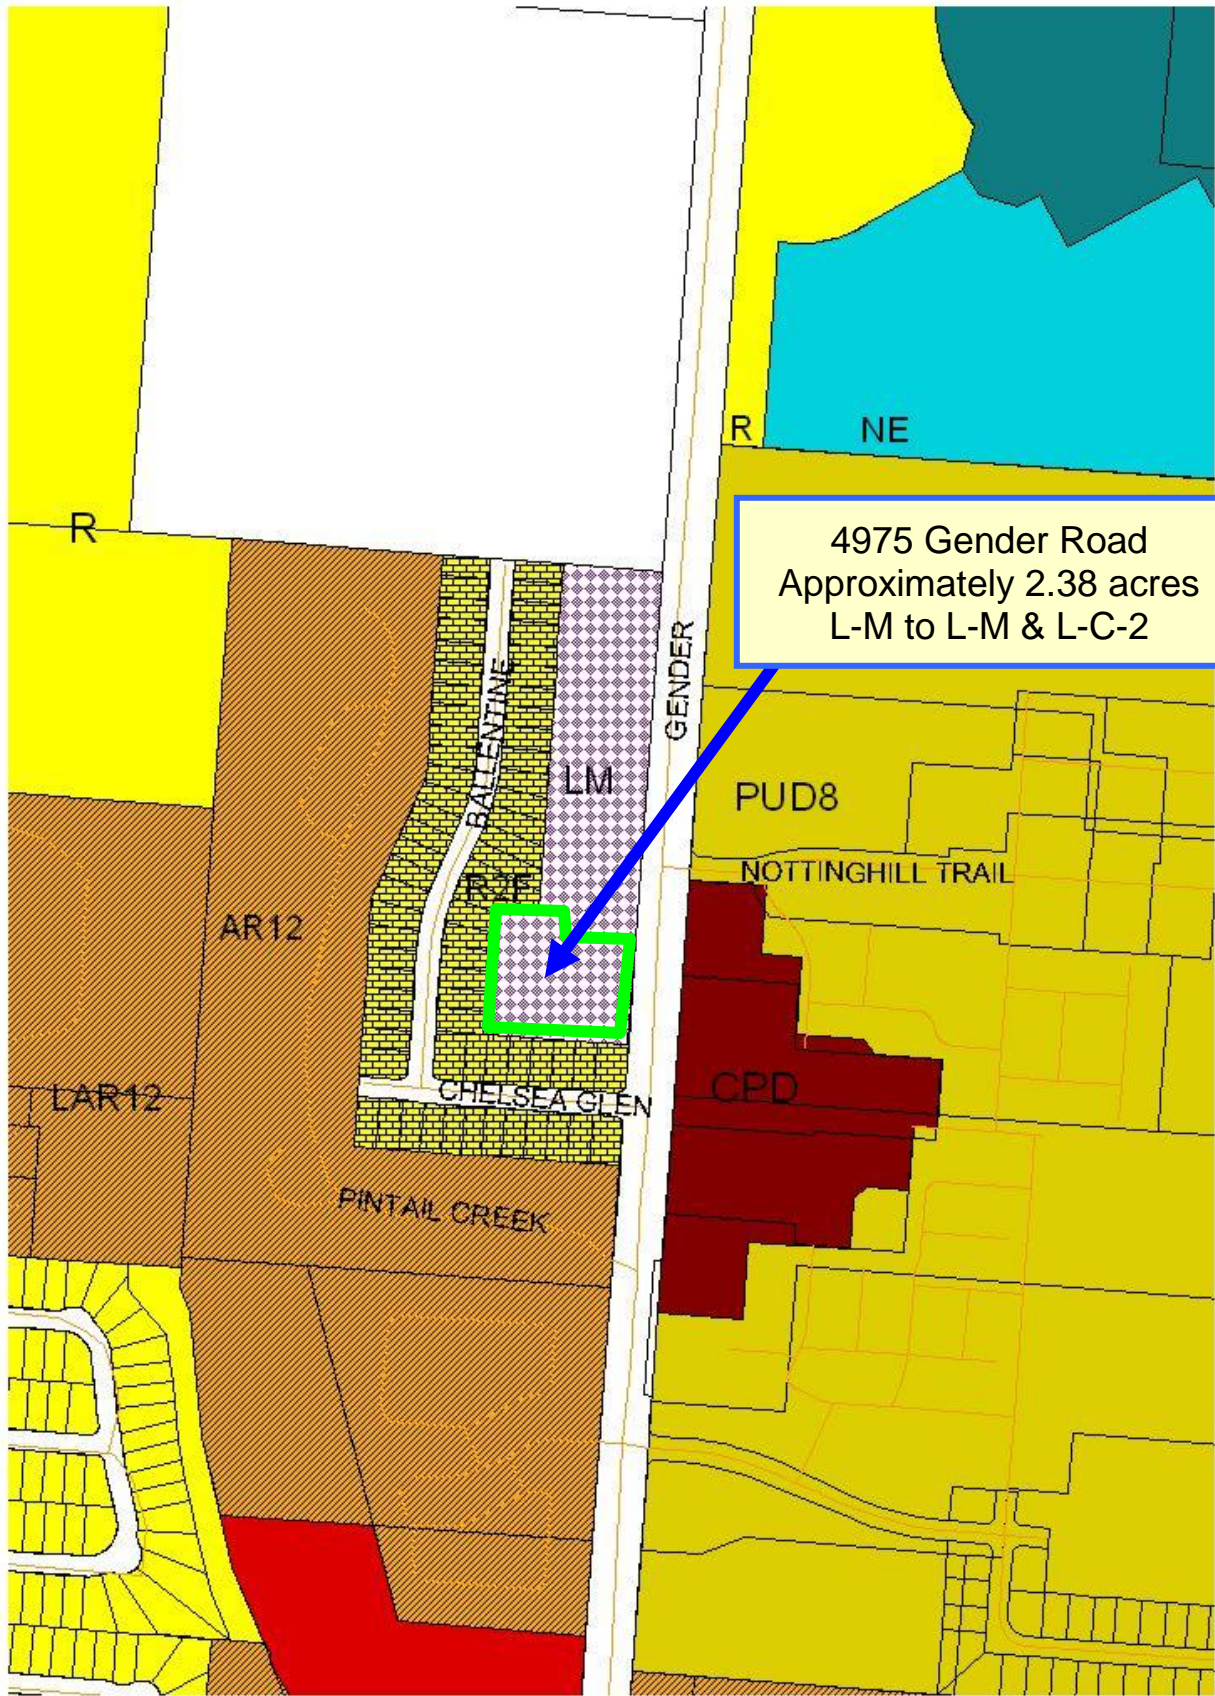 R
NE
R
4975 Gender Road
Approximately 2.38 acres
L-M to L-M & L-C-2
GENDER
BALLENTINE
LM
PUD8
NOTTINGHILL TRAIL
R2F
AR12
LAR12
CHELSEA GLEN
CPD
PINTAIL CREEK